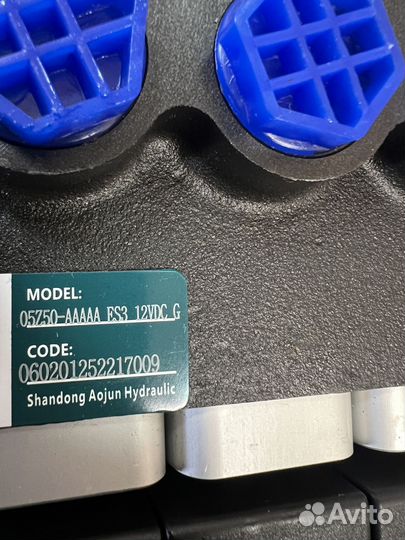 MODEL:
05Z50-AAAAA ES3 12VDC G
CODE:
060201252217009
Shandong Aojun Hydraulic
Avito